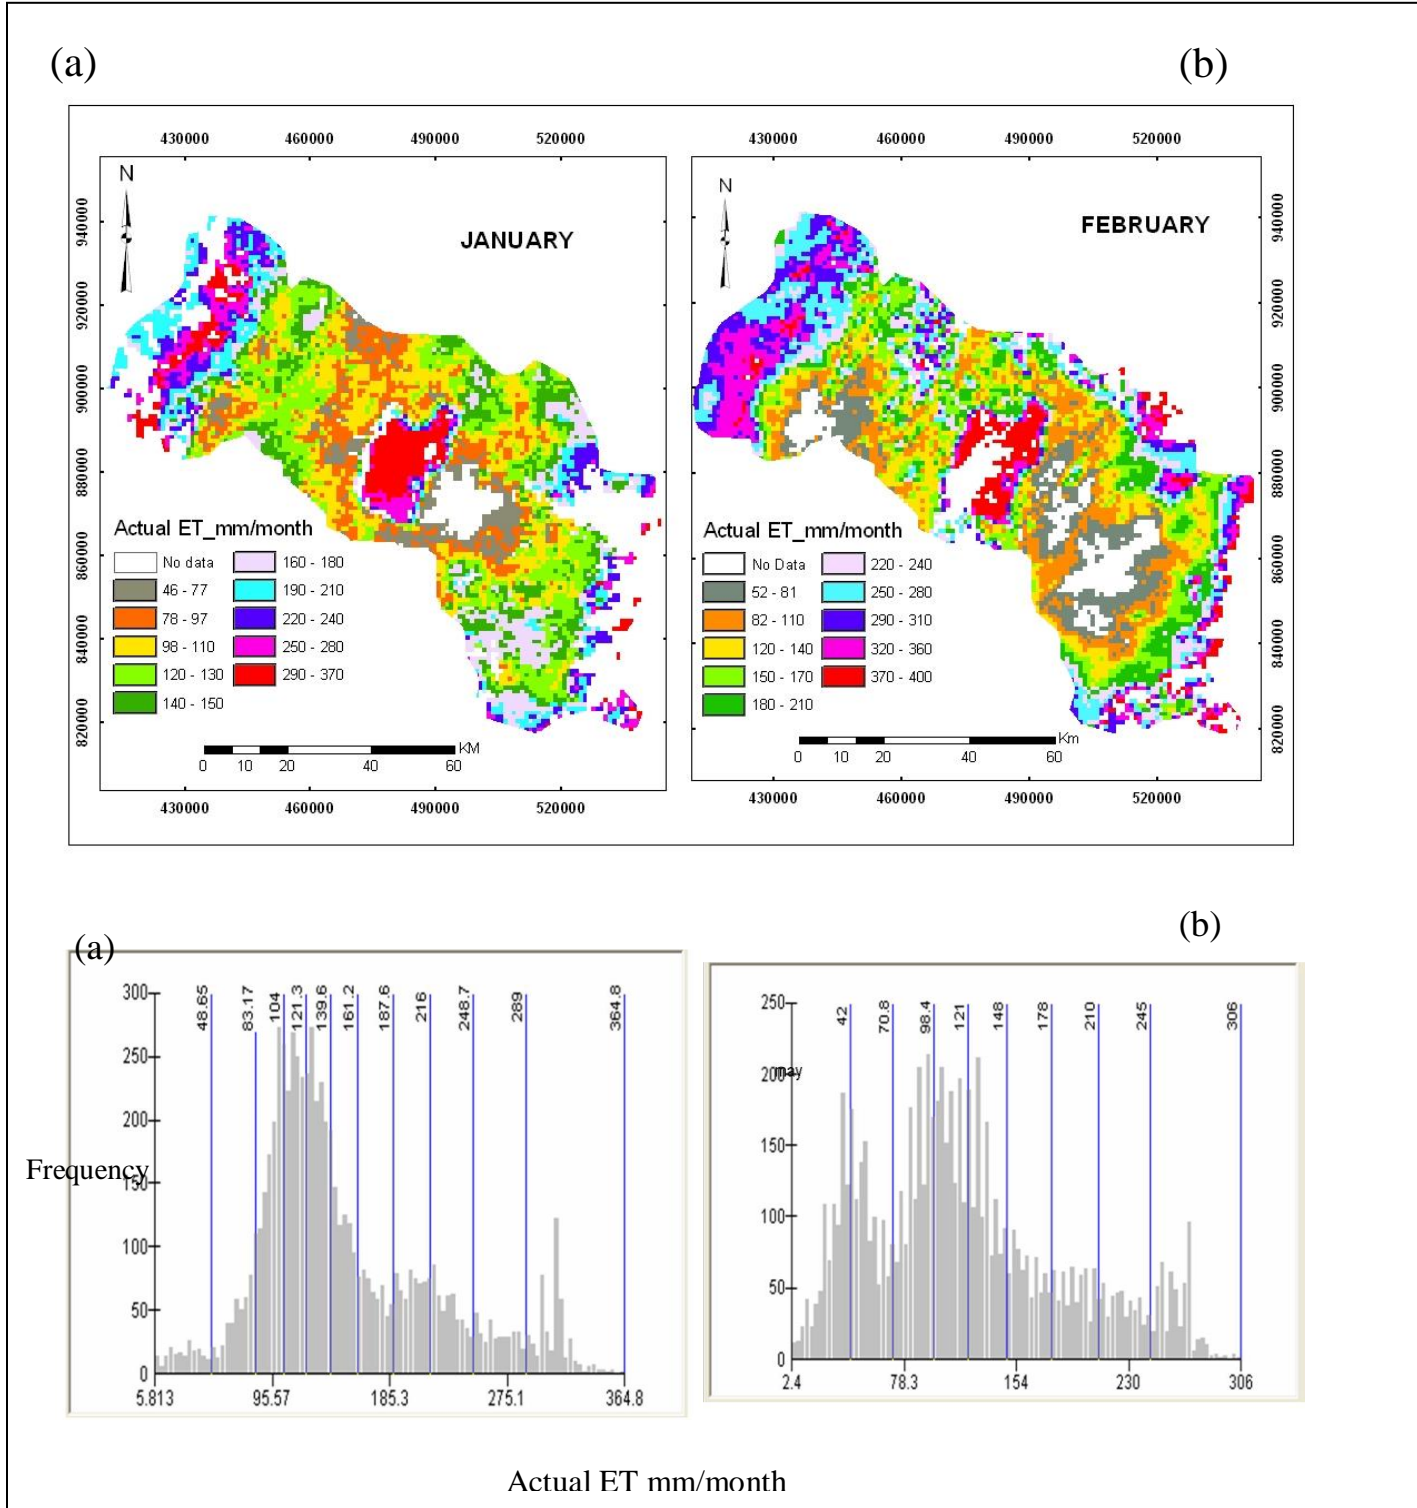 (a)
(b)
430000 460000 490000 520000
430000 460000 490000 520000
N
JANUARY
940000
920000
900000
880000
860000
840000
820000
Actual ET_mm/month
No data
46 - 77
78 - 97
98 - 110
120 - 130
140 - 150
160 - 180
190 - 210
220 - 240
250 - 280
290 - 370
KM
0 10 20 40 60
430000 460000 490000 520000
N
FEBRUARY
940000
920000
900000
880000
860000
840000
820000
Actual ET_mm/month
No Data
52 - 81
82 - 110
120 - 140
150 - 170
180 - 210
220 - 240
250 - 280
290 - 310
320 - 360
370 - 400
Km
0 10 20 40 60
430000 460000 490000 520000
(a)
(b)
300
250
200
150
100
50
0
48.65 83.17 104 121.3 139.6 161.2 187.6 216 248.7 289 364.8
5.813 95.57 185.3 275.1 364.8
Frequency
250
200
may
150
100
50
0
42 70.8 98.4 121 148 178 210 245 306
2.4 78.3 154 230 306
Actual ET mm/month